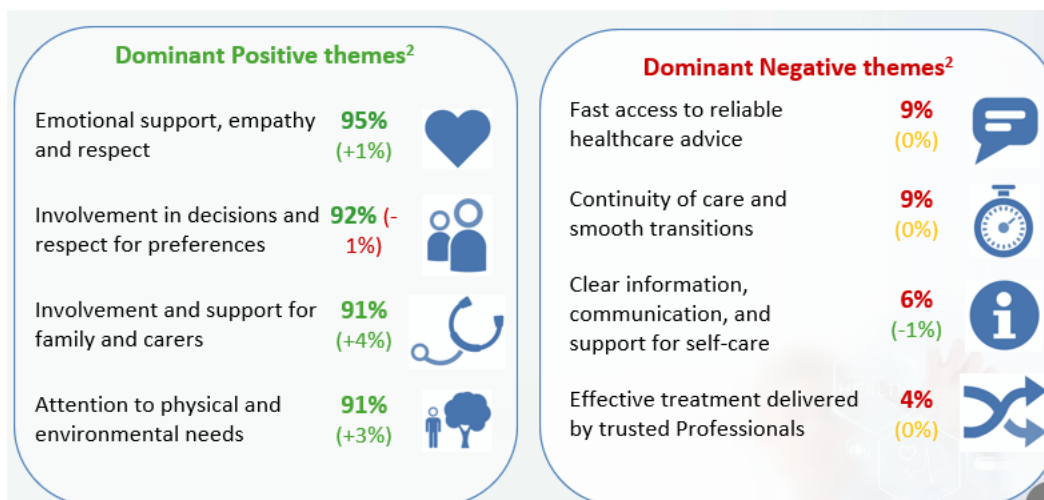 Dominant Positive themes²
Emotional support, empathy
and respect
95%
(+1%)
Involvement in decisions and
respect for preferences
92% (-
1%)
Involvement and support for
family and carers
91%
(+4%)
Attention to physical and
environmental needs
91%
(+3%)
Dominant Negative themes²
Fast access to reliable
healthcare advice
9%
(0%)
Continuity of care and
smooth transitions
9%
(0%)
Clear information,
communication, and
support for self-care
6%
(-1%)
Effective treatment delivered
by trusted Professionals
4%
(0%)